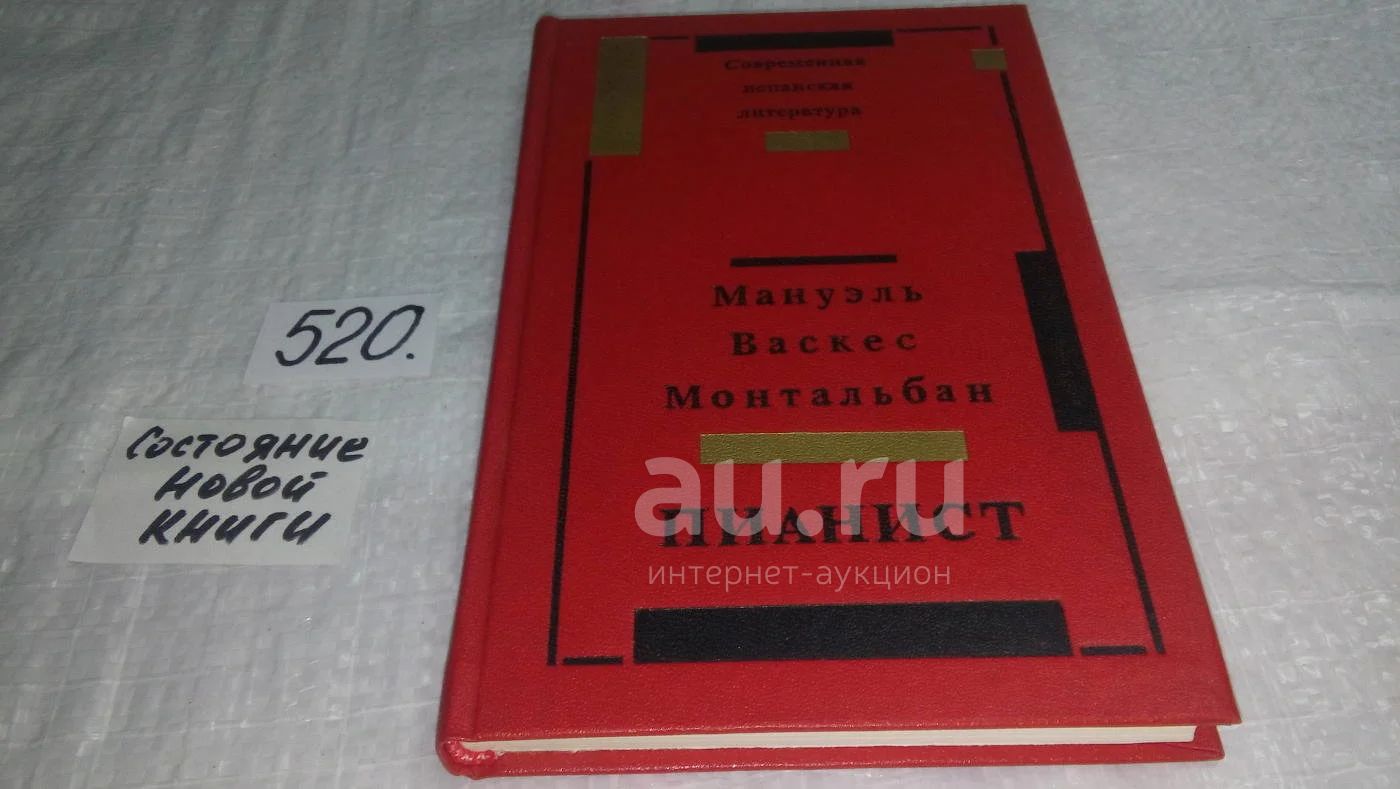 Современная
испанская
литература
Мануэль
Васкес
Монтальбан
ПИАНИСТ
au.ru
интернет-аукцион
520.
Состояние
новой
книги